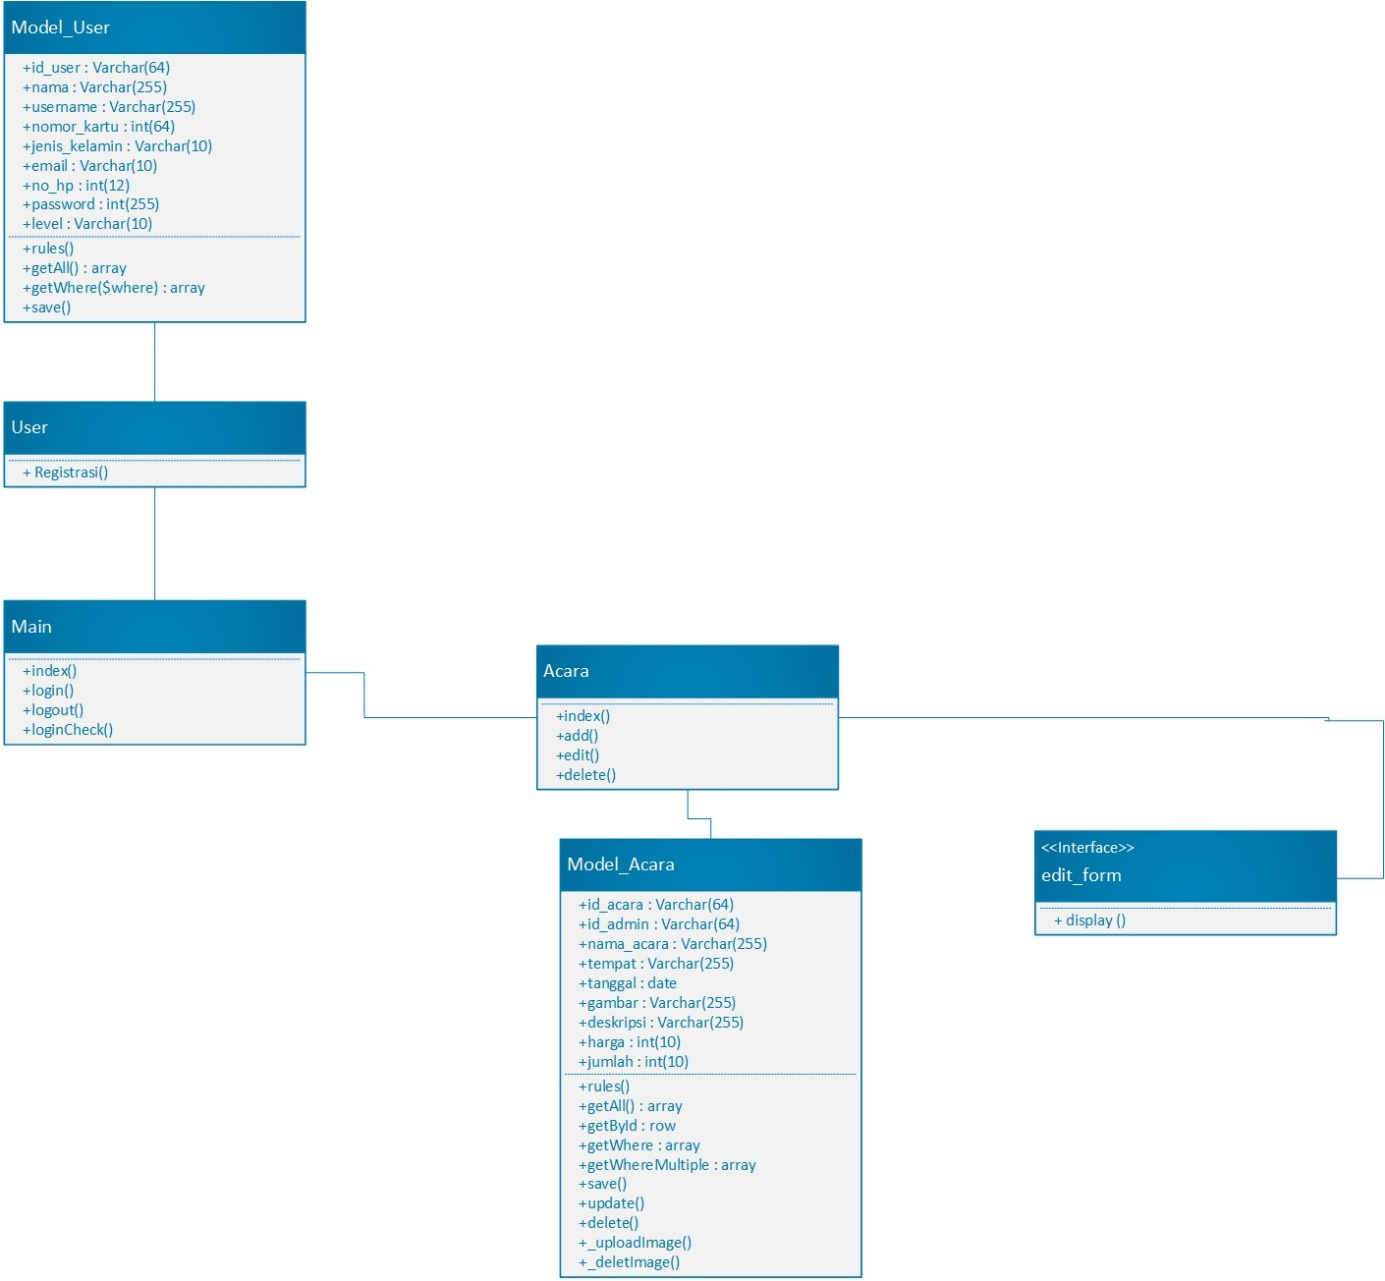 Model_User
+id_user : Varchar(64)
+nama : Varchar(255)
+username : Varchar(255)
+nomor_kartu : int(64)
+jenis_kelamin : Varchar(10)
+email : Varchar(10)
+no_hp : int(12)
+password : int(255)
+level : Varchar(10)
+rules()
+getAll() : array
+getWhere($where) : array
+save()
User
+ Registrasi()
Main
+index()
+login()
+logout()
+loginCheck()
Acara
+index()
+add()
+edit()
+delete()
Model_Acara
+id_acara : Varchar(64)
+id_admin : Varchar(64)
+nama_acara : Varchar(255)
+tempat : Varchar(255)
+tanggal : date
+gambar : Varchar(255)
+deskripsi : Varchar(255)
+harga : int(10)
+jumlah : int(10)
+rules()
+getAll() : array
+getById : row
+getWhere : array
+getWhereMultiple : array
+save()
+update()
+delete()
+_uploadImage()
+_deletImage()
<<Interface>>
edit_form
+ display ()